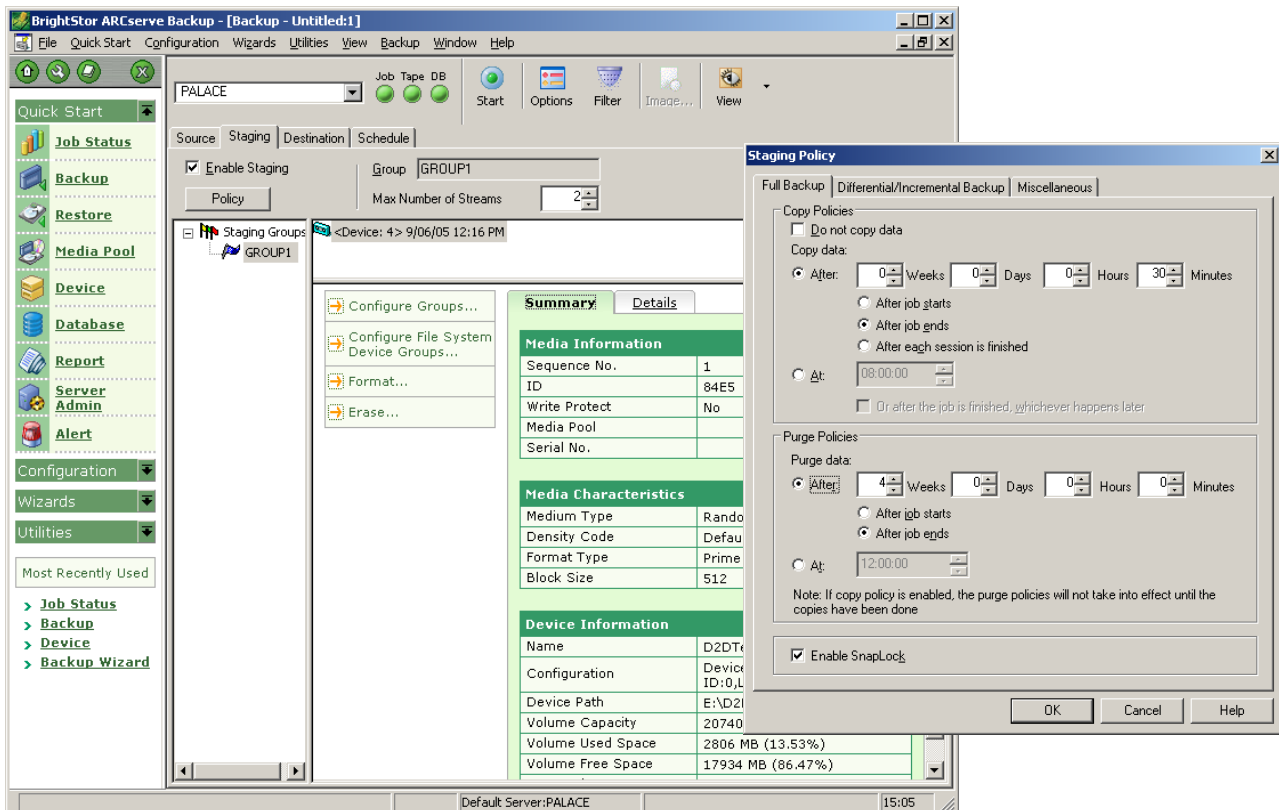 BrightStor ARCserve Backup - [Backup - Untitled:1]
File Quick Start Configuration Wizards Utilities View Backup Window Help
PALACE
Job Tape DB
Start
Options
Filter
Image...
View
Quick Start
Job Status
Backup
Restore
Media Pool
Device
Database
Report
Server
Admin
Alert
Configuration
Wizards
Utilities
Most Recently Used
Job Status
Backup
Device
Backup Wizard
Source Staging Destination Schedule
Enable Staging
Group GROUP1
Policy
Max Number of Streams 2
Staging Groups
GROUP1
<Device: 4> 9/06/05 12:16 PM
Configure Groups...
Configure File System
Device Groups...
Format...
Erase...
Summary Details
Media Information
Sequence No. 1
ID 84E5
Write Protect No
Media Pool
Serial No.
Media Characteristics
Medium Type Rando
Density Code Defau
Format Type Prime
Block Size 512
Device Information
Name D2DTe
Configuration Device
ID:0,L
Device Path E:\D2
Volume Capacity 20740
Volume Used Space 2806 MB (13.53%)
Volume Free Space 17934 MB (86.47%)
Default Server:PALACE
15:05
Staging Policy
Full Backup Differential/Incremental Backup Miscellaneous
Copy Policies
Do not copy data
Copy data:
After: 0 Weeks 0 Days 0 Hours 30 Minutes
After job starts
After job ends
After each session is finished
At: 08:00:00
Or after the job is finished, whichever happens later
Purge Policies
Purge data:
After: 4 Weeks 0 Days 0 Hours 0 Minutes
After job starts
After job ends
At: 12:00:00
Note: If copy policy is enabled, the purge policies will not take into effect until the
copies have been done
Enable SnapLock
OK Cancel Help